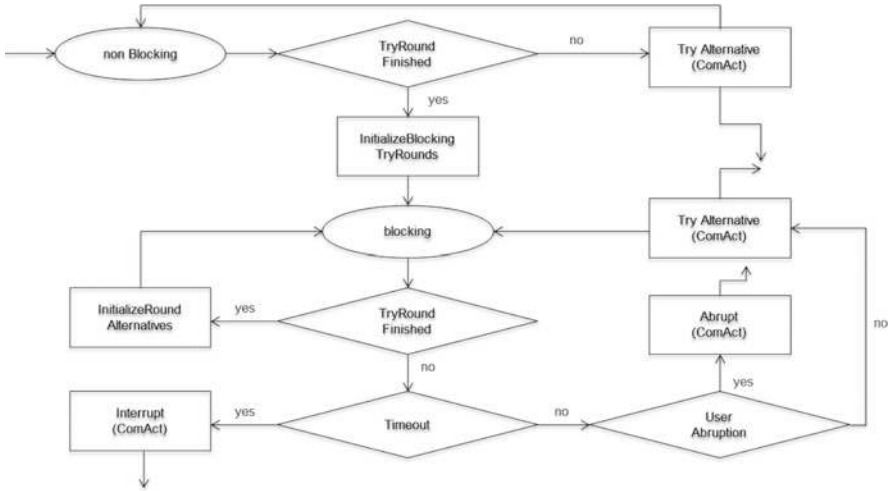 non Blocking
TryRound
Finished
no
Try Alternative
(ComAct)
yes
InitializeBlocking
TryRounds
blocking
Try Alternative
(ComAct)
InitializeRound
Alternatives
yes
TryRound
Finished
Abrupt
(ComAct)
no
no
yes
Interrupt
(ComAct)
yes
Timeout
no
User
Abruption